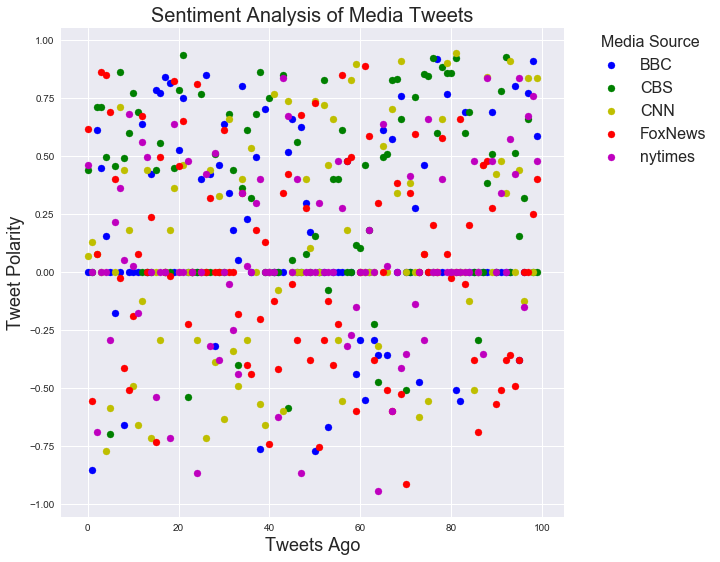 Sentiment Analysis of Media Tweets
Media Source
BBC
CBS
CNN
FoxNews
nytimes
Tweet Polarity
1.00
0.75
0.50
0.25
0.00
−0.25
−0.50
−0.75
−1.00
0
20
40
60
80
100
Tweets Ago